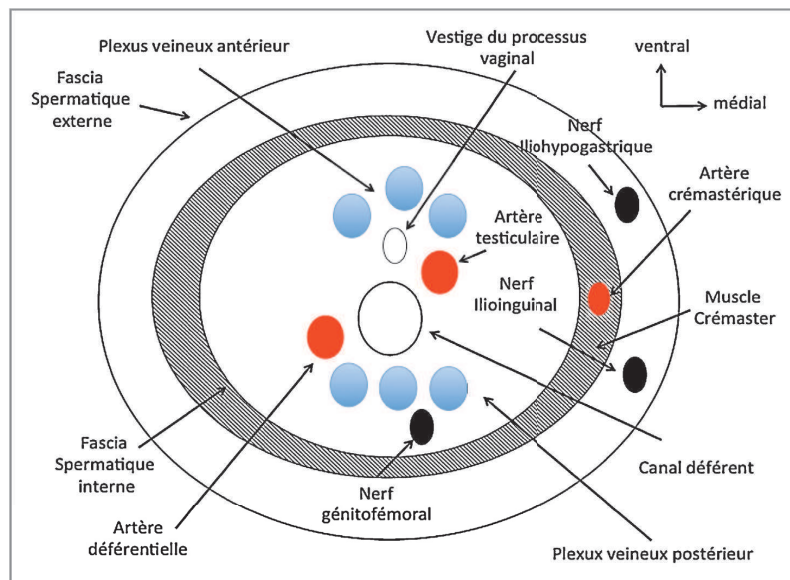 Plexus veineux antérieur
Vestige du processus
vaginal
ventral
médial
Fascia
Spermatique
externe
Nerf
Iliohypogastrique
Artère
crémastérique
Artère
testiculaire
Nerf
Ilioinguinal
Muscle
Crémaster
Fascia
Spermatique
interne
Nerf
génitofémoral
Canal déférent
Artère
déférentielle
Plexux veineux postérieur